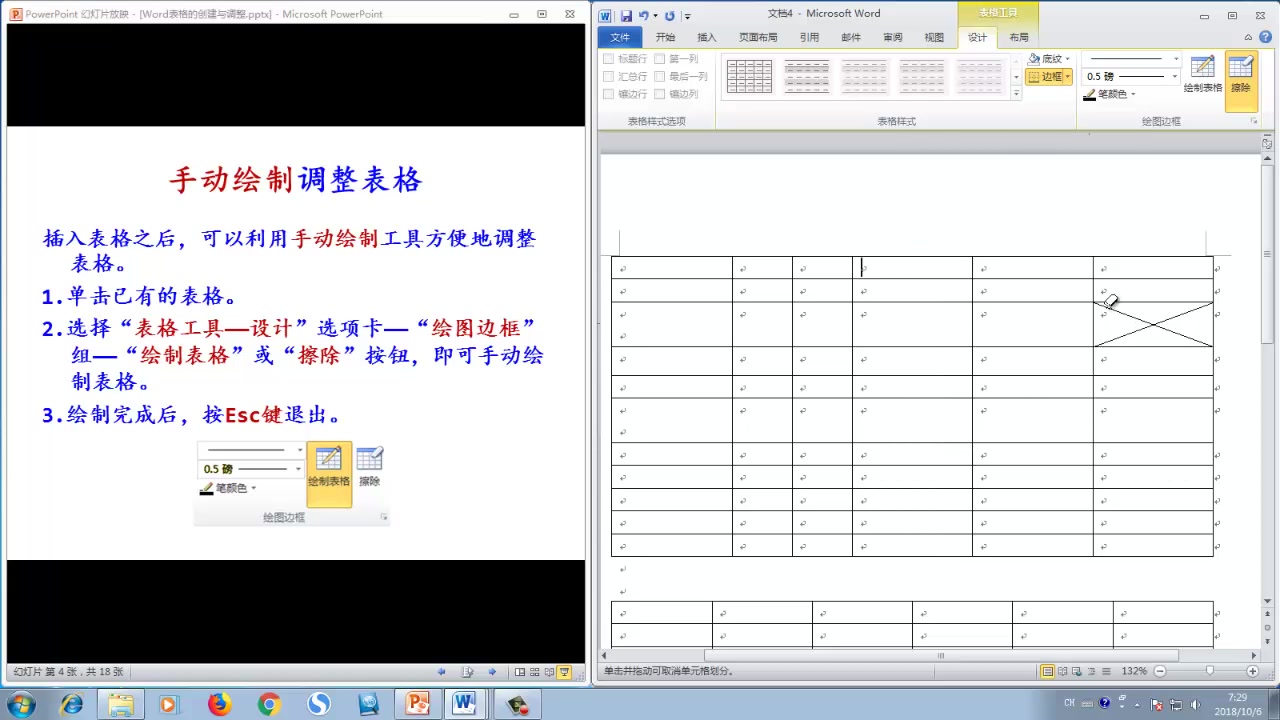 PowerPoint 幻灯片放映 - [Word表格的创建与调整.pptx] - Microsoft PowerPoint
手动绘制调整表格
插入表格之后，可以利用手动绘制工具方便地调整
表格。
1.单击已有的表格。
2.选择“表格工具——设计”选项卡——“绘图边框”
组——“绘制表格”或“擦除”按钮，即可手动绘
制表格。
3.绘制完成后，按Esc键退出。
0.5 磅
笔颜色
绘制表格
擦除
绘图边框
幻灯片 第 4 张，共 18 张
文档4 - Microsoft Word
表格工具
文件 开始 插入 页面布局 引用 邮件 审阅 视图 设计 布局
标题行 第一列
汇总行 最后一列
镶边行 镶边列
表格样式选项
表格样式
底纹
边框
0.5 磅
笔颜色
绘制表格
擦除
绘图边框
单击并拖动可取消单元格划分。
132%
CH
7:29
2018/10/6